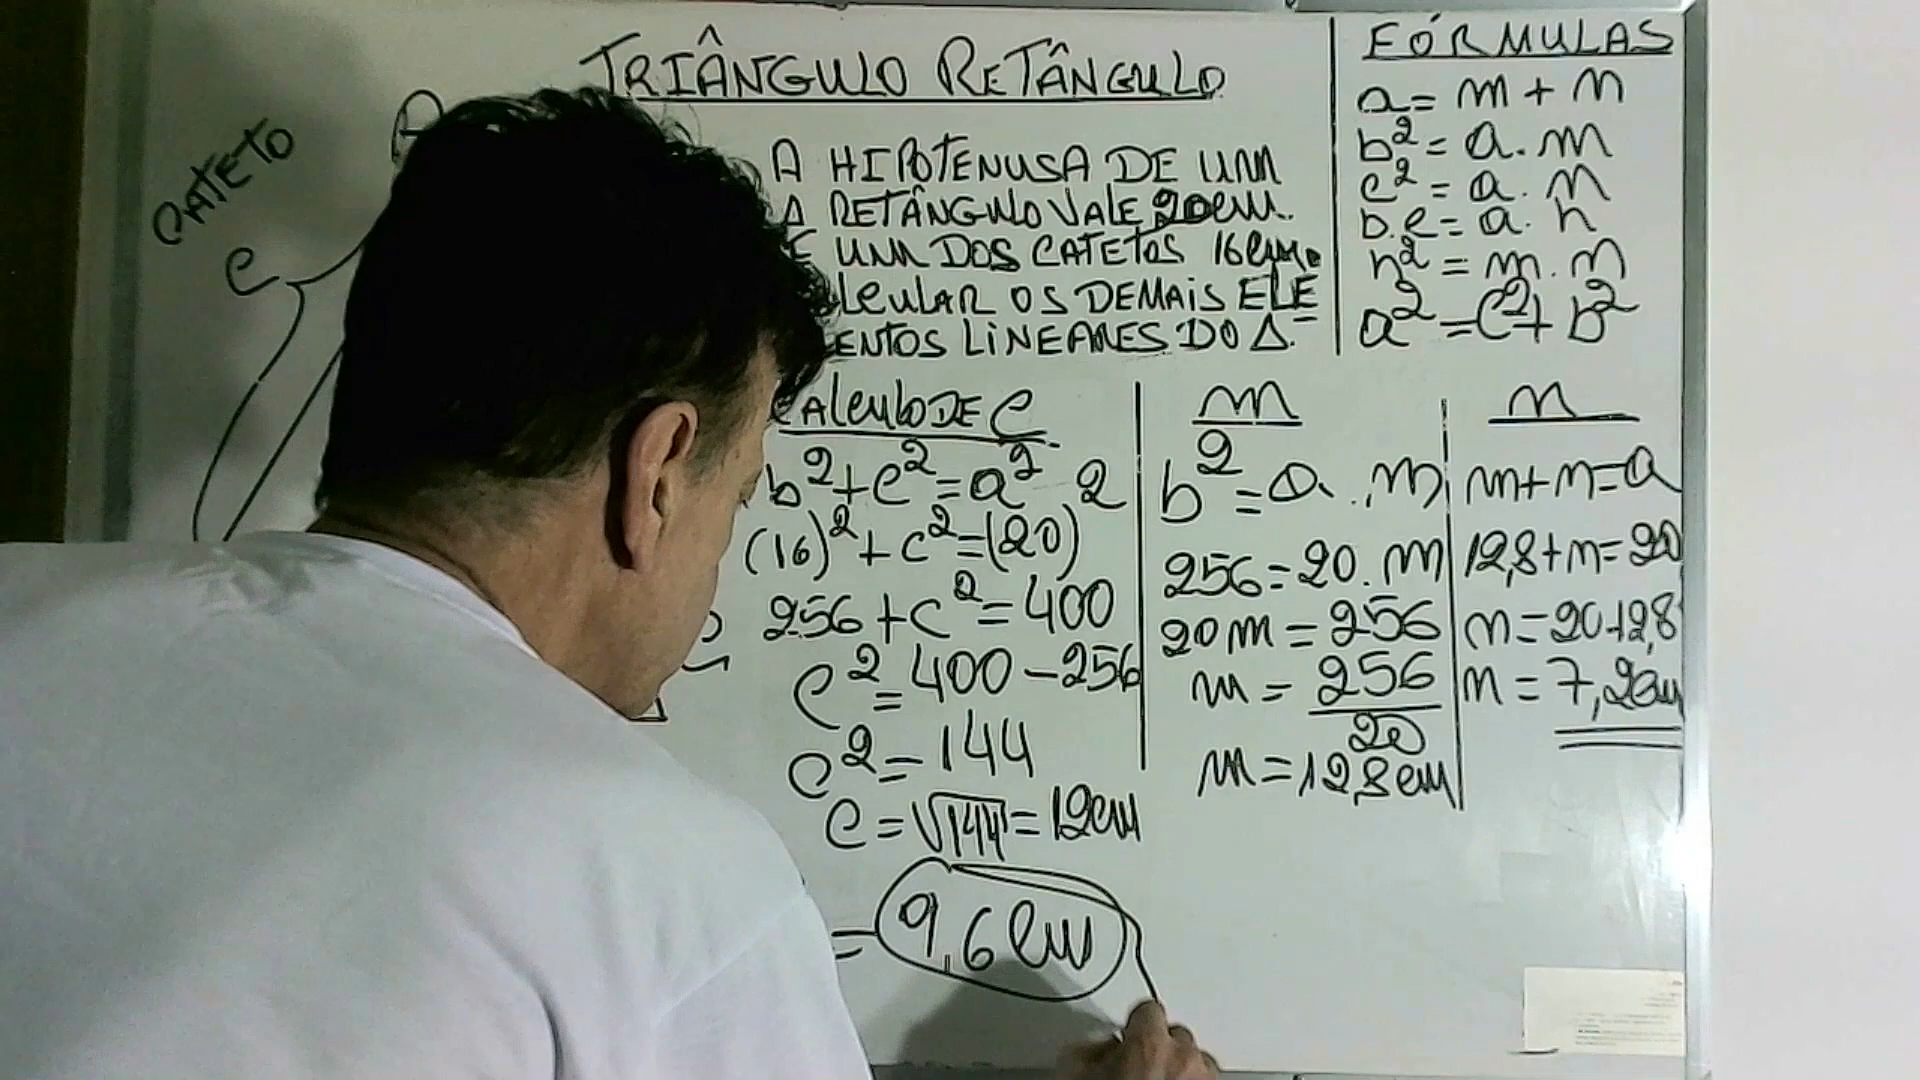 TRIÂNGULO RETÂNGULO
CATETO
c
A HIPOTENUSA DE UM
Δ RETÂNGULO VALE 20cm.
E UM DOS CATETOS 16cm.
LCULAR OS DEMAIS ELE
ENTOS LINEARES DO Δ.
FÓRMULAS
a = m + n
b² = a . m
c² = a . n
b.c = a . h
h² = m . n
a² = c² + b²
CALCULO DE C
b² + c² = a²
(16)² + c² = (20)²
256 + c² = 400
c² = 400 - 256
c² = 144
c = √144 = 12cm
= 9,6cm
m
b² = a . m
256 = 20 . m
20m = 256
m = 256
20
m = 12,8cm
n
m + n = a
12,8 + n = 20
n = 20 - 12,8
n = 7,2cm